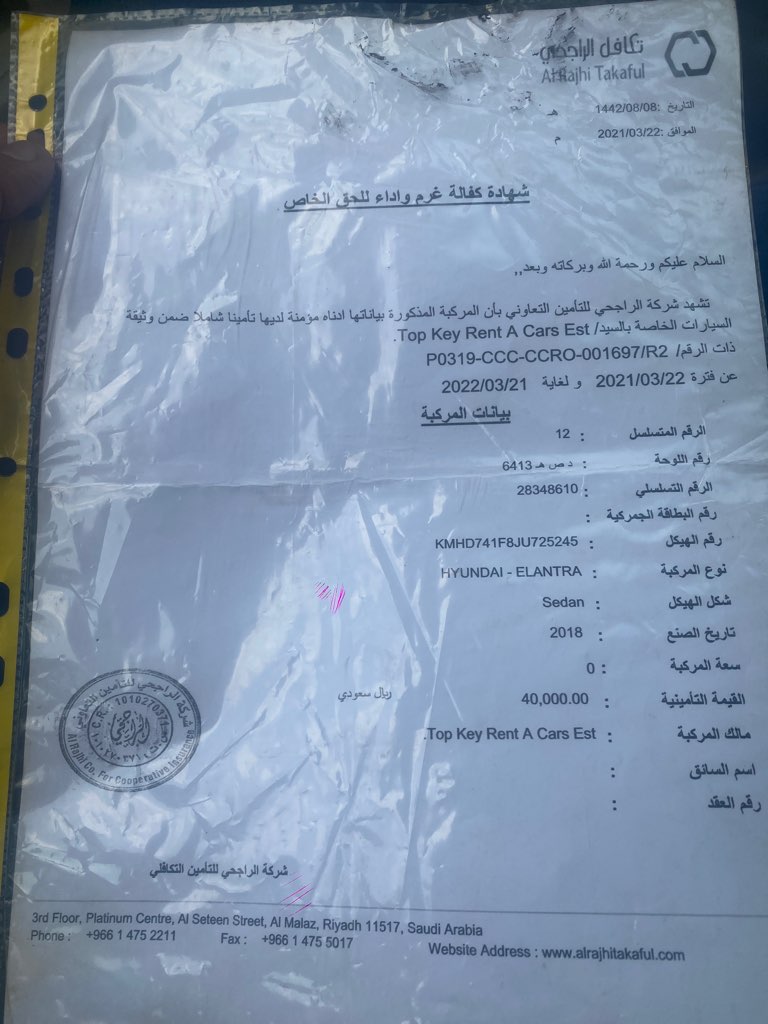 تكافل الراجحي
Al Rajhi Takaful
التاريخ :1442/08/08 هـ
الموافق :2021/03/22 م
شهادة كفالة غرم واداء للحق الخاص
السلام عليكم ورحمة الله وبركاته وبعد,,,
تشهد شركة الراجحي للتأمين التعاوني بأن المركبة المذكورة بياناتها ادناه مؤمنة لديها تأمينا شاملا ضمن وثيقة
السيارات الخاصة بالسيد/ Top Key Rent A Cars Est.
ذات الرقم/ P0319-CCC-CCRO-001697/R2
عن فترة 2021/03/22 و لغاية 2022/03/21
بيانات المركبة
الرقم المتسلسل : 12
رقم اللوحة : د ص هـ 6413
الرقم التسلسلي : 28348610
رقم البطاقة الجمركية :
رقم الهيكل : KMHD741F8JU725245
نوع المركبة : HYUNDAI - ELANTRA
شكل الهيكل : Sedan
تاريخ الصنع : 2018
سعة المركبة : 0
القيمة التأمينية : 40,000.00 ريال سعودي
مالك المركبة : Top Key Rent A Cars Est.
اسم السائق :
رقم العقد :
شركة الراجحي للتأمين التعاوني
C.R.: 1010270371
Al Rajhi Co. For Cooperative Insurance
شركة الراجحي للتأمين التكافلي
3rd Floor, Platinum Centre, Al Seteen Street, Al Malaz, Riyadh 11517, Saudi Arabia
Phone : +966 1 475 2211 Fax : +966 1 475 5017
Website Address : www.alrajhitakaful.com